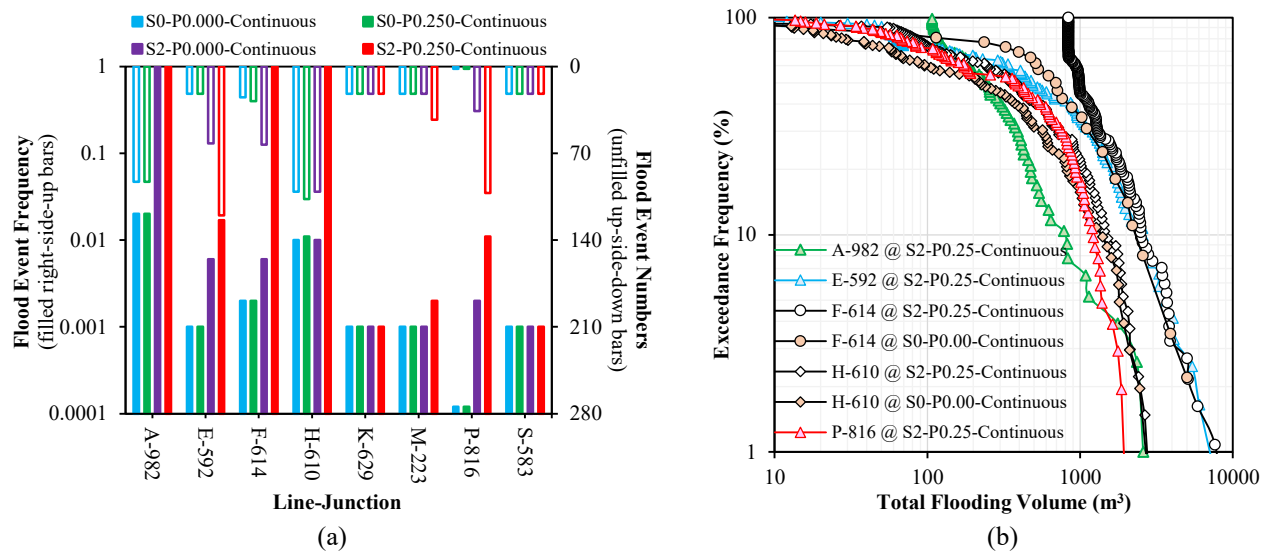 S0-P0.000-Continuous
S0-P0.250-Continuous
S2-P0.000-Continuous
S2-P0.250-Continuous
Flood Event Frequency
(filled right-side-up bars)
1
0.1
0.01
0.001
0.0001
0
70
140
210
280
Flood Event Numbers
(unfilled up-side-down bars)
A-982
E-592
F-614
H-610
K-629
M-223
P-816
S-583
Line-Junction
(a)
(b)
Exceedance Frequency (%)
100
10
1
A-982 @ S2-P0.25-Continuous
E-592 @ S2-P0.25-Continuous
F-614 @ S2-P0.25-Continuous
F-614 @ S0-P0.00-Continuous
H-610 @ S2-P0.25-Continuous
H-610 @ S0-P0.00-Continuous
P-816 @ S2-P0.25-Continuous
10
100
1000
10000
Total Flooding Volume (m³)